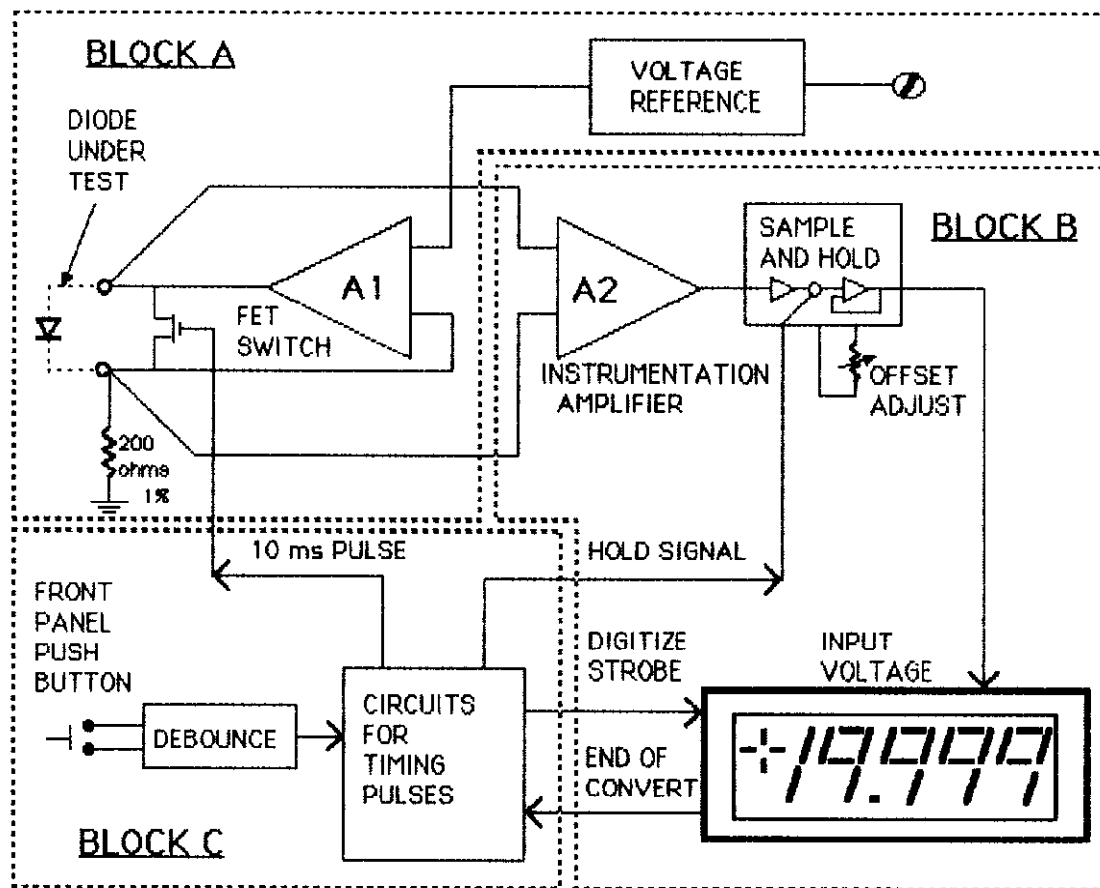 BLOCK A
VOLTAGE
REFERENCE
DIODE
UNDER
TEST
A1
FET
SWITCH
200
ohms
1%
BLOCK B
SAMPLE
AND HOLD
A2
INSTRUMENTATION
AMPLIFIER
OFFSET
ADJUST
10 ms PULSE
HOLD SIGNAL
FRONT
PANEL
PUSH
BUTTON
DEBOUNCE
CIRCUITS
FOR
TIMING
PULSES
DIGITIZE
STROBE
END OF
CONVERT
INPUT
VOLTAGE
+19.999
BLOCK C